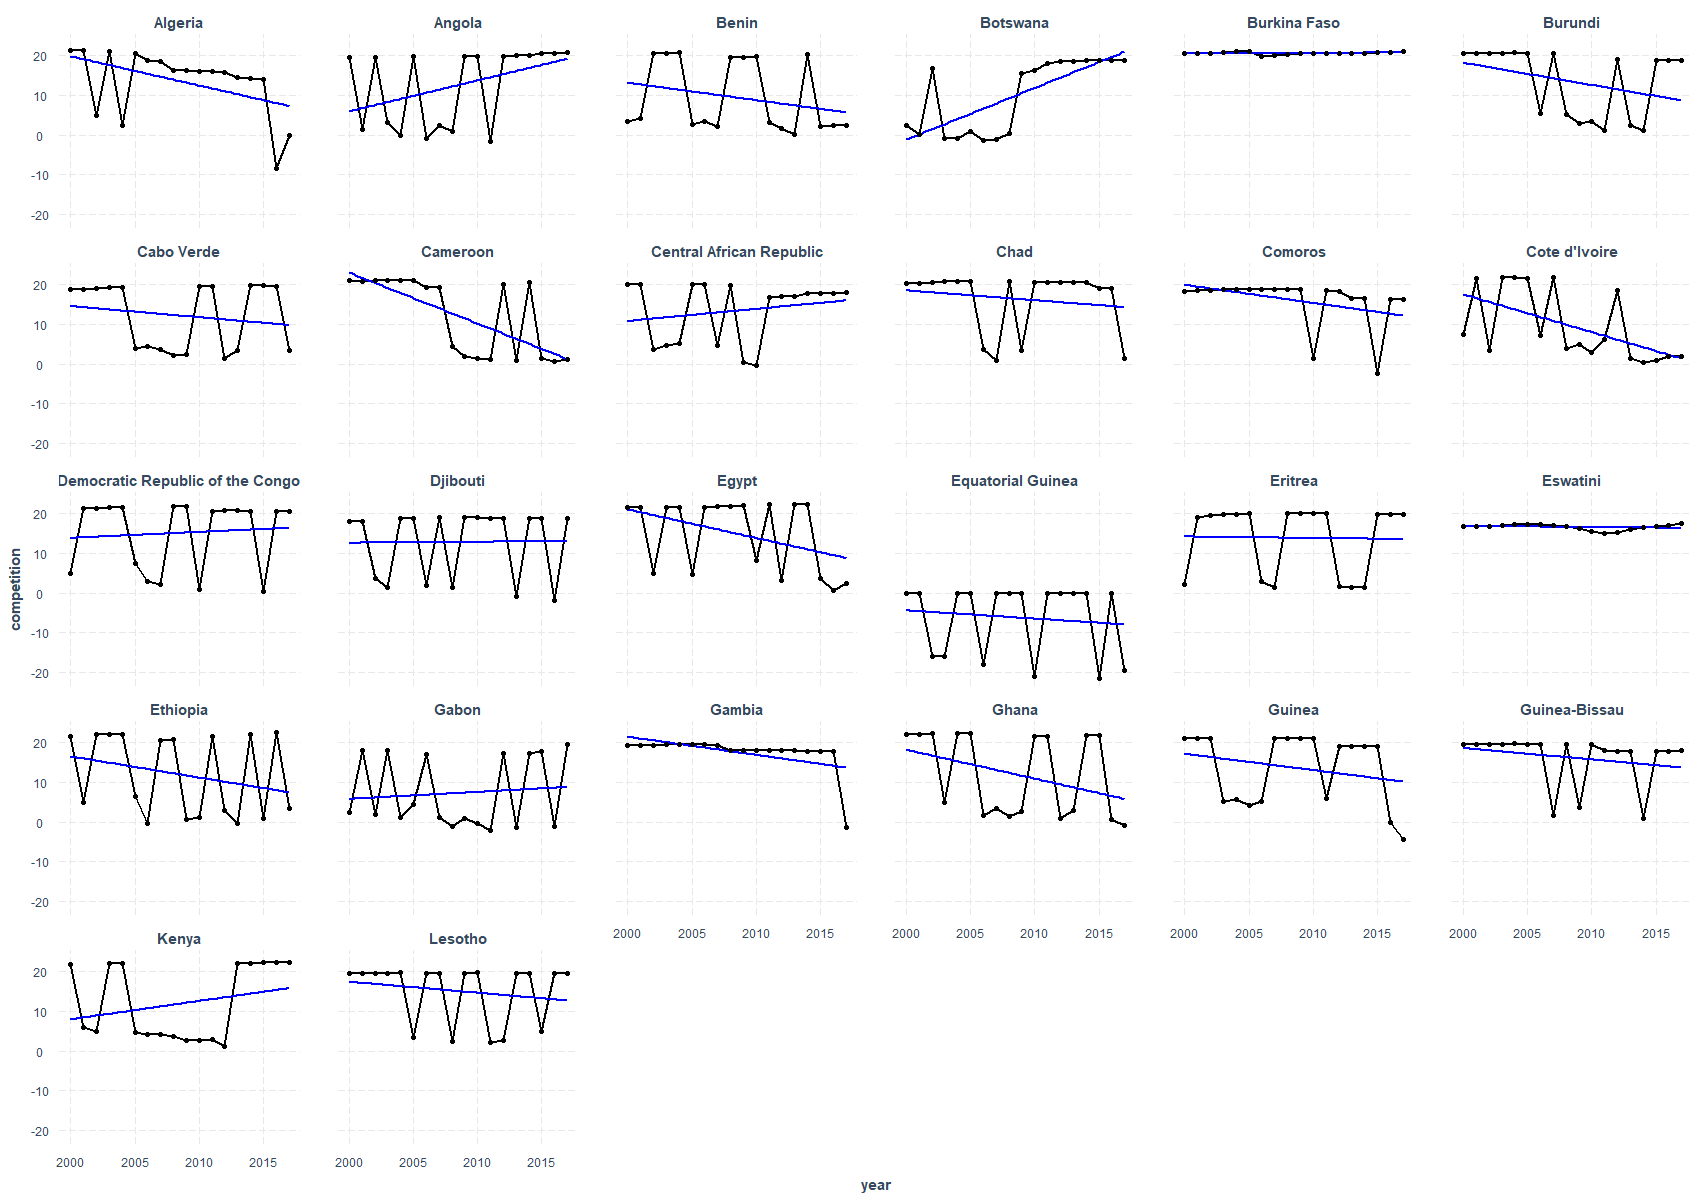 Algeria Angola Benin Botswana Burkina Faso Burundi
20
10
0
-10
-20
Cabo Verde Cameroon Central African Republic Chad Comoros Cote d'Ivoire
20
10
0
-10
-20
Democratic Republic of the Congo Djibouti Egypt Equatorial Guinea Eritrea Eswatini
20
10
0
-10
-20
competition
Ethiopia Gabon Gambia Ghana Guinea Guinea-Bissau
20
10
0
-10
-20
2000 2005 2010 2015 2000 2005 2010 2015 2000 2005 2010 2015 2000 2005 2010 2015
Kenya Lesotho
20
10
0
-10
-20
2000 2005 2010 2015 2000 2005 2010 2015
year